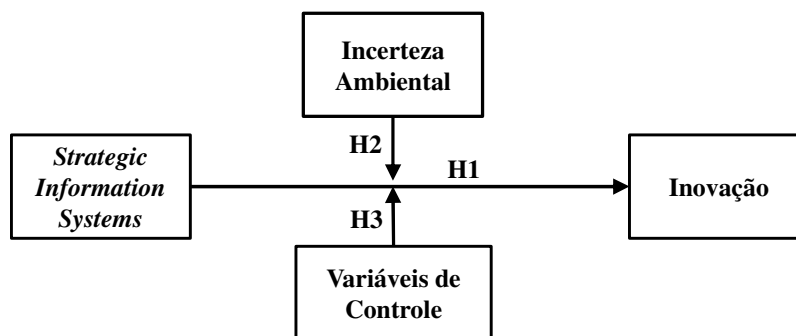 Incerteza
Ambiental
H2
Strategic
Information
Systems
H1
Inovação
H3
Variáveis de
Controle